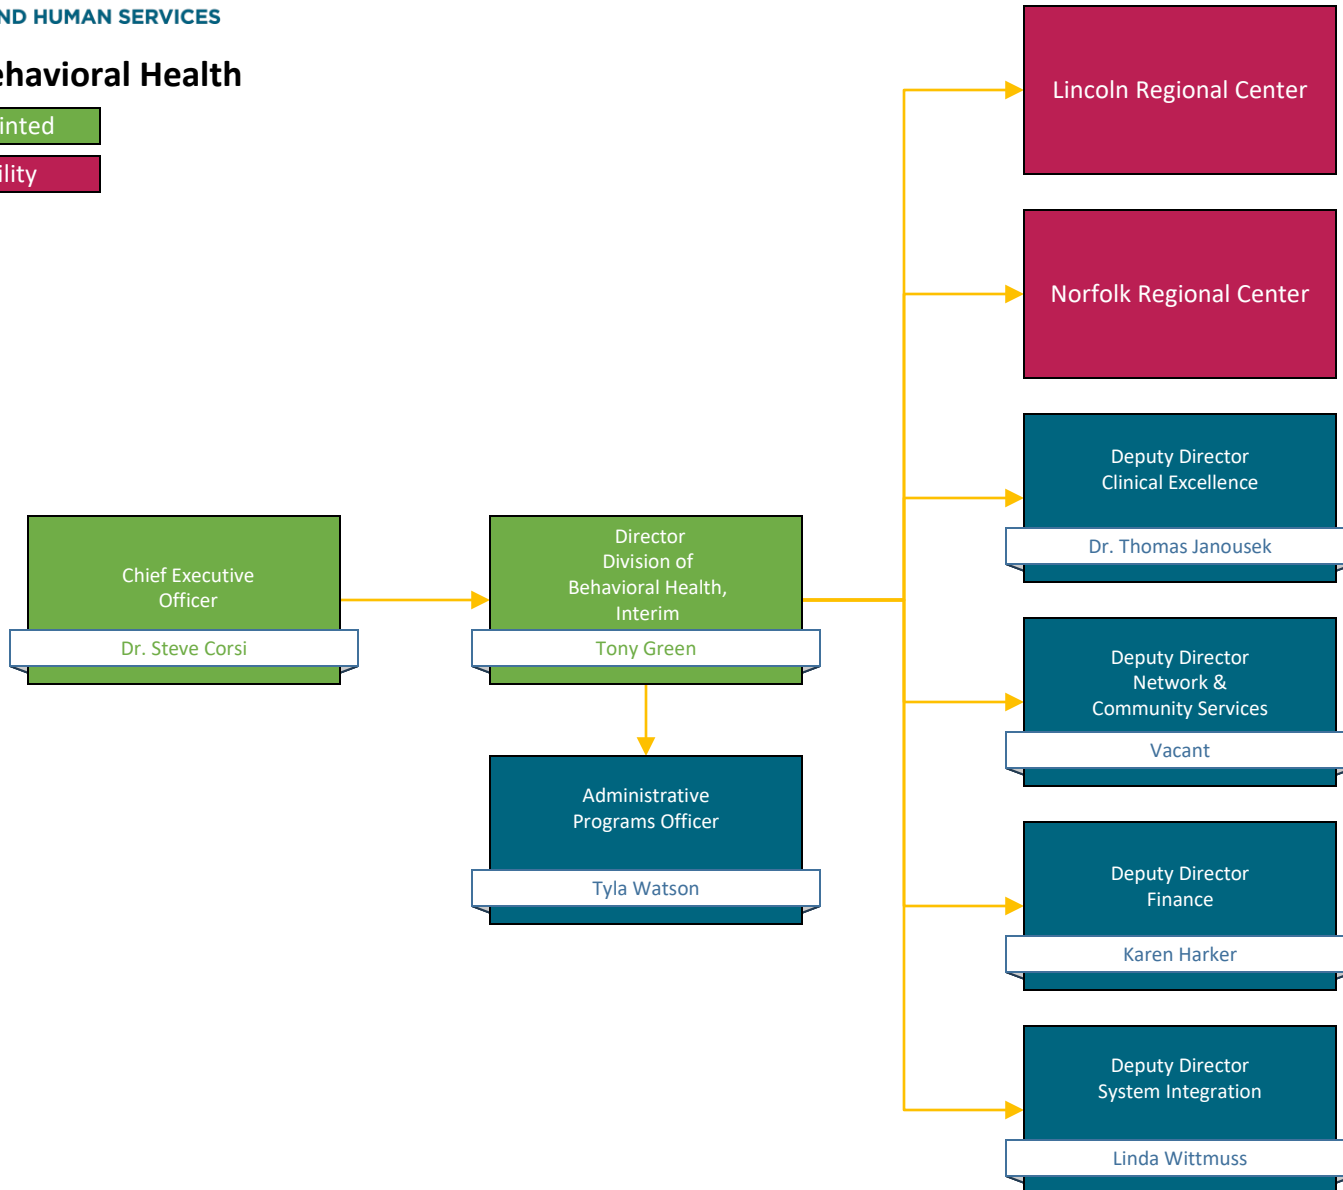 ND HUMAN SERVICES
ehavioral Health
inted
ility
Lincoln Regional Center
Norfolk Regional Center
Deputy Director
Clinical Excellence
Dr. Thomas Janousek
Chief Executive
Officer
Dr. Steve Corsi
Director
Division of
Behavioral Health,
Interim
Tony Green
Deputy Director
Network &
Community Services
Vacant
Administrative
Programs Officer
Tyla Watson
Deputy Director
Finance
Karen Harker
Deputy Director
System Integration
Linda Wittmuss